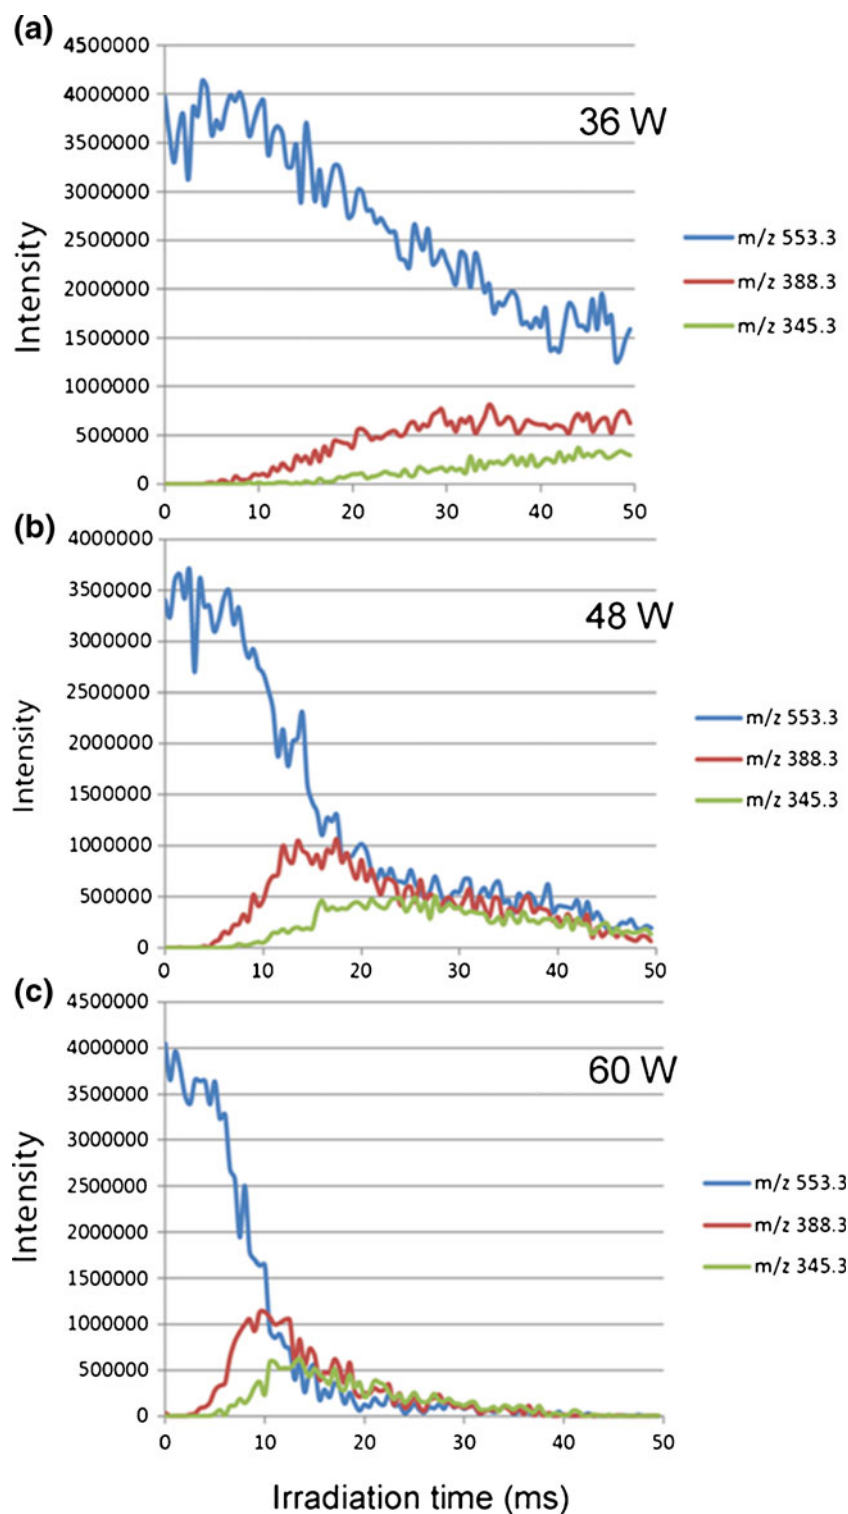 (a)
4500000
4000000
3500000
3000000
2500000
2000000
1500000
1000000
500000
0
0 10 20 30 40 50
Intensity
36 W
m/z 553.3
m/z 388.3
m/z 345.3
(b)
4000000
3500000
3000000
2500000
2000000
1500000
1000000
500000
0
0 10 20 30 40 50
Intensity
48 W
m/z 553.3
m/z 388.3
m/z 345.3
(c)
4500000
4000000
3500000
3000000
2500000
2000000
1500000
1000000
500000
0
0 10 20 30 40 50
Intensity
60 W
m/z 553.3
m/z 388.3
m/z 345.3
Irradiation time (ms)